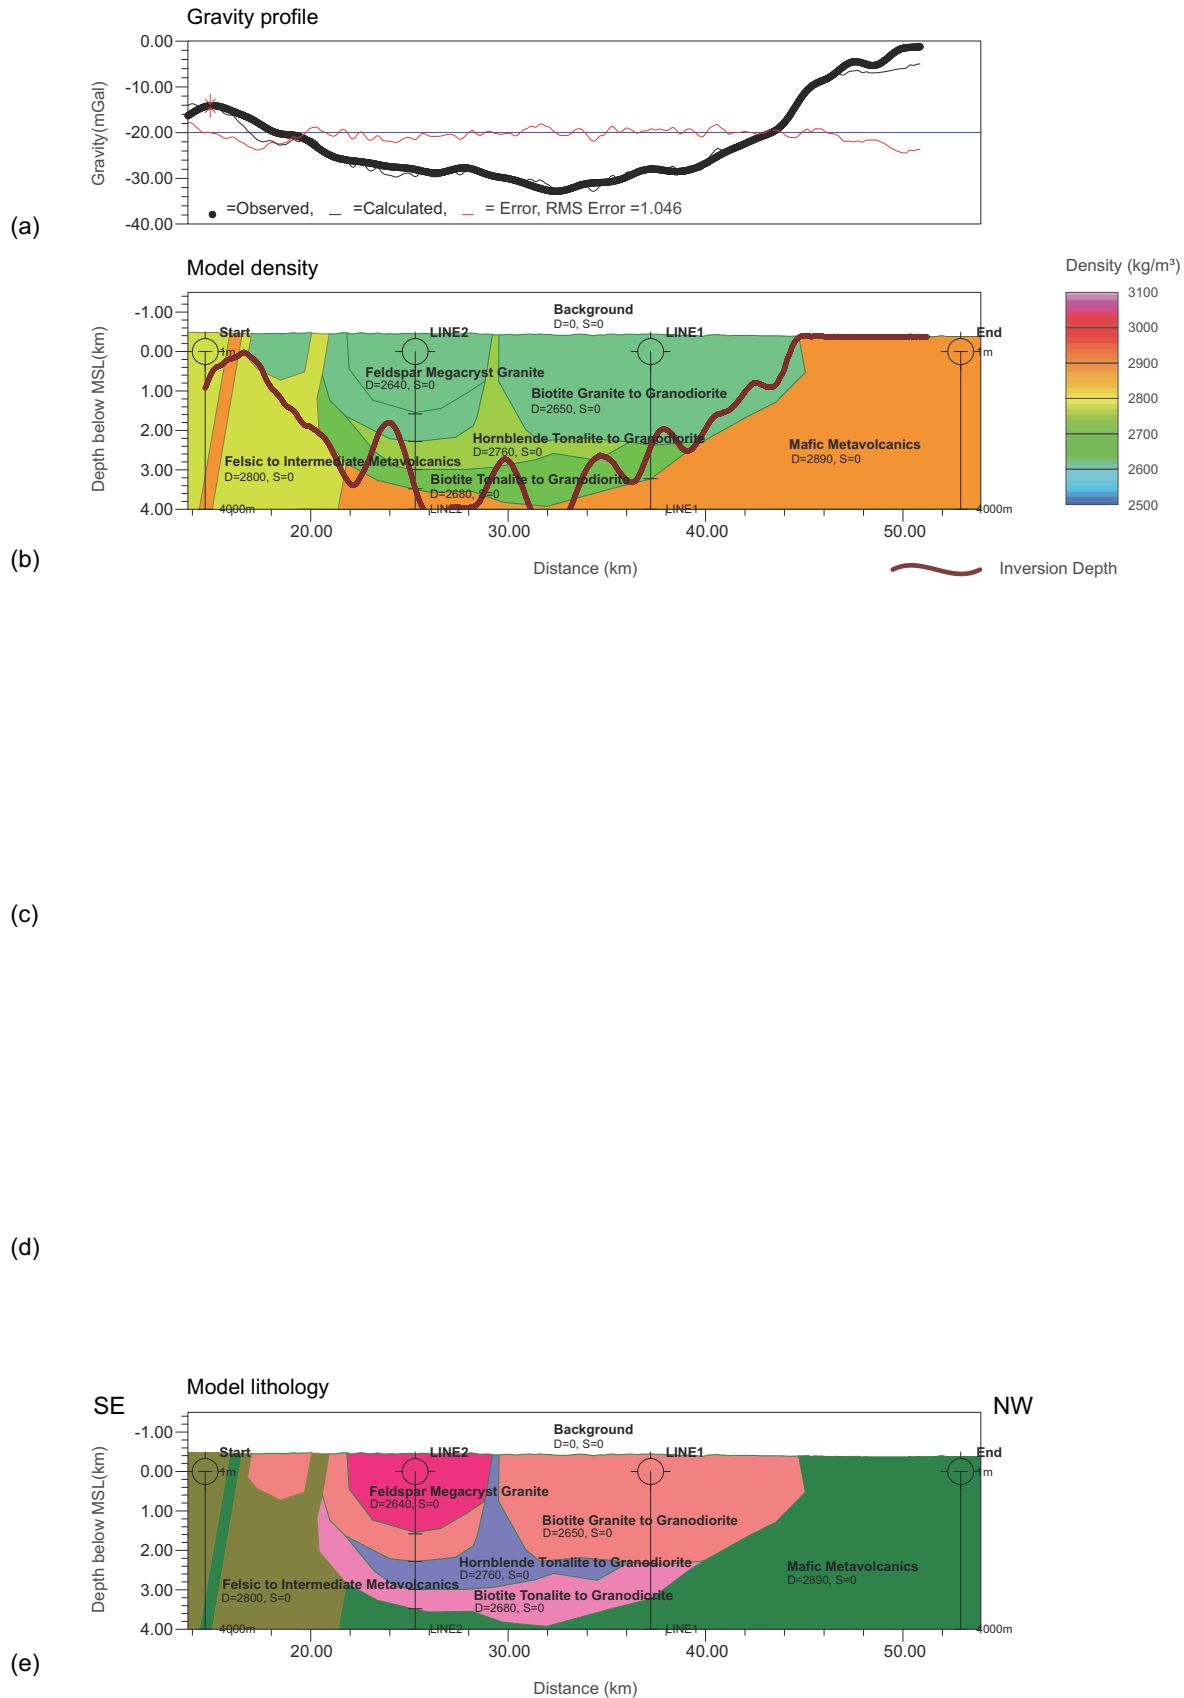 Gravity profile
0.00
-10.00
-20.00
-30.00
-40.00
Gravity(mGal)
=Observed, =Calculated, = Error, RMS Error =1.046
(a)
Model density
Density (kg/m³)
3100
3000
2900
2800
2700
2600
2500
-1.00
0.00
1.00
2.00
3.00
4.00
Depth below MSL(km)
Background
D=0, S=0
Start
LINE2
LINE1
End
1m
1m
Feldspar Megacryst Granite
D=2640, S=0
Biotite Granite to Granodiorite
D=2650, S=0
Hornblende Tonalite to Granodiorite
D=2760, S=0
Mafic Metavolcanics
D=2890, S=0
Felsic to Intermediate Metavolcanics
D=2800, S=0
Biotite Tonalite to Granodiorite
D=2680, S=0
4000m
LINE2
LINE1
4000m
20.00
30.00
40.00
50.00
(b)
Distance (km)
Inversion Depth
(c)
(d)
Model lithology
SE
NW
-1.00
0.00
1.00
2.00
3.00
4.00
Depth below MSL(km)
Background
D=0, S=0
Start
LINE2
LINE1
End
1m
1m
Feldspar Megacryst Granite
D=2640, S=0
Biotite Granite to Granodiorite
D=2650, S=0
Hornblende Tonalite to Granodiorite
D=2760, S=0
Mafic Metavolcanics
D=2890, S=0
Felsic to Intermediate Metavolcanics
D=2800, S=0
Biotite Tonalite to Granodiorite
D=2680, S=0
4000m
LINE2
LINE1
4000m
20.00
30.00
40.00
50.00
(e)
Distance (km)